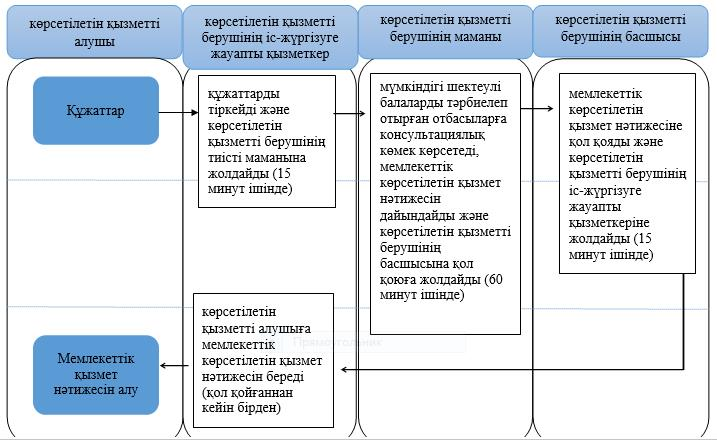 көрсетілетін қызметті
алушы
көрсетілетін қызметті
берушінің іс-жүргізуге
жауапты қызметкер
көрсетілетін қызметті
берушінің маманы
көрсетілетін қызметті
берушінің басшысы
Құжаттар
құжаттарды
тіркейді және
көрсетілетін
қызметті берушінің
тиісті маманына
жолдайды (15
минут ішінде)
мүмкіндігі шектеулі
балаларды тәрбиелеп
отырған отбасыларға
консультациялық
көмек көрсетеді,
мемлекеттік
көрсетілетін қызмет
нәтижесін
дайындайды және
көрсетілетін қызметті
берушінің
басшысына қол
қоюға жолдайды (60
минут ішінде)
мемлекеттік
көрсетілетін
қызмет нәтижесіне
қол қояды және
көрсетілетін
қызметті берушінің
іс-жүргізуге
жауапты
қызметкеріне
жолдайды (15
минут ішінде)
көрсетілетін
қызметті алушыға
мемлекеттік
көрсетілетін қызмет
нәтижесін береді
(қол қойғаннан
кейін бірден)
Мемлекеттік
қызмет
нәтижесін алу
Прямоугольник